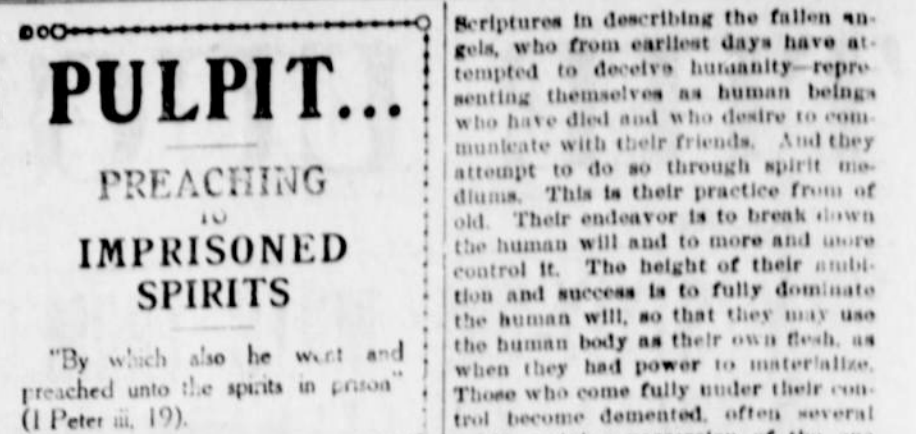 PULPIT...
PREACHING
TO
IMPRISONED
SPIRITS
"By which also he went and
preached unto the spirits in prison"
(I Peter iii, 19).
Scriptures in describing the fallen an-
gels, who from earliest days have at-
tempted to deceive humanity—repre-
senting themselves as human beings
who have died and who desire to com-
municate with their friends. And they
attempt to do so through spirit me-
diums. This is their practice from of
old. Their endeavor is to break down
the human will and to more and more
control it. The height of their ambi-
tion and success is to fully dominate
the human will, so that they may use
the human body as their own flesh, as
when they had power to materialize.
Those who come fully under their con-
trol become demented, often several